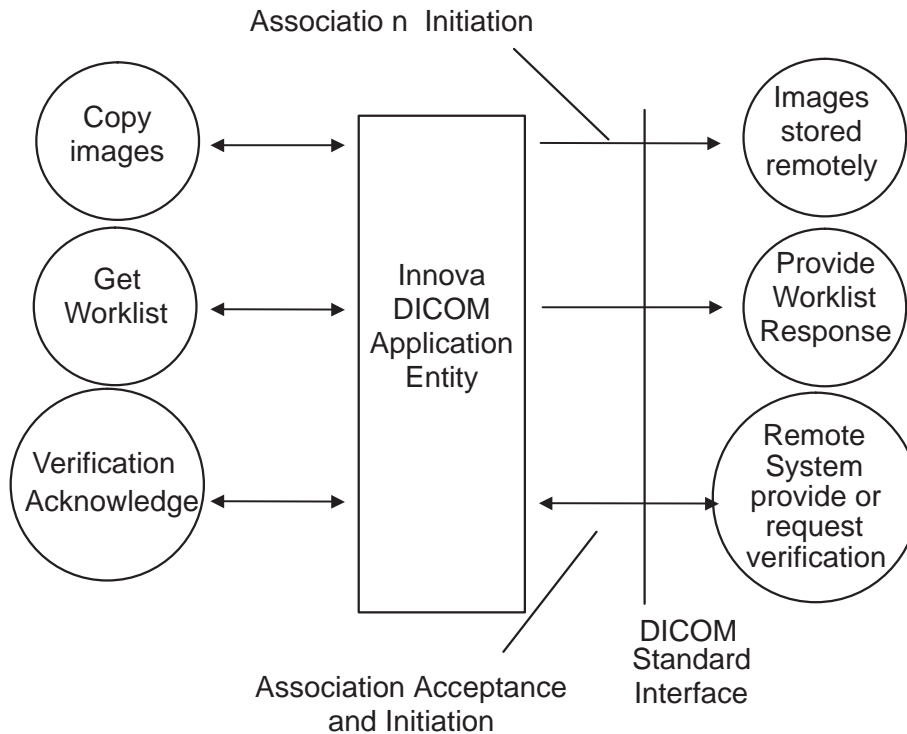 Associatio n Initiation
Copy
images
Images
stored
remotely
Get
Worklist
Innova
DICOM
Application
Entity
Provide
Worklist
Response
Verification
Acknowledge
Remote
System
provide or
request
verification
DICOM
Standard
Interface
Association Acceptance
and Initiation